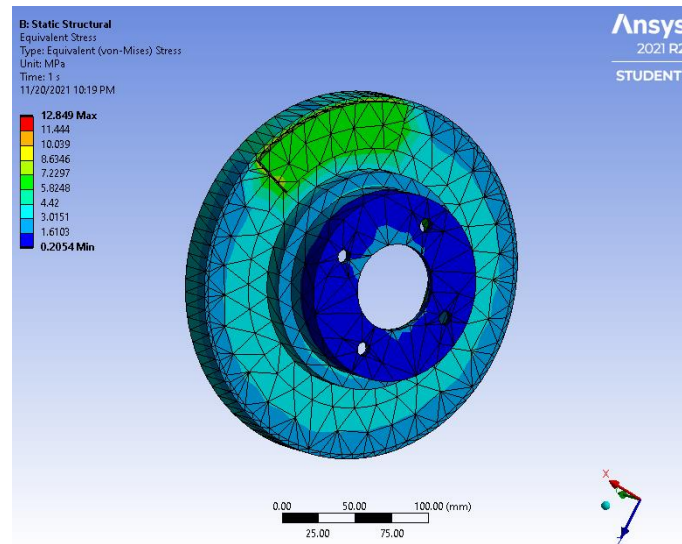 B: Static Structural
Equivalent Stress
Type: Equivalent (von-Mises) Stress
Unit: MPa
Time: 1 s
11/20/2021 10:19 PM
12.849 Max
11.444
10.039
8.6346
7.2297
5.8248
4.42
3.0151
1.6103
0.2054 Min
Ansys
2021 R2
STUDENT
0.00 50.00 100.00 (mm)
25.00 75.00
X